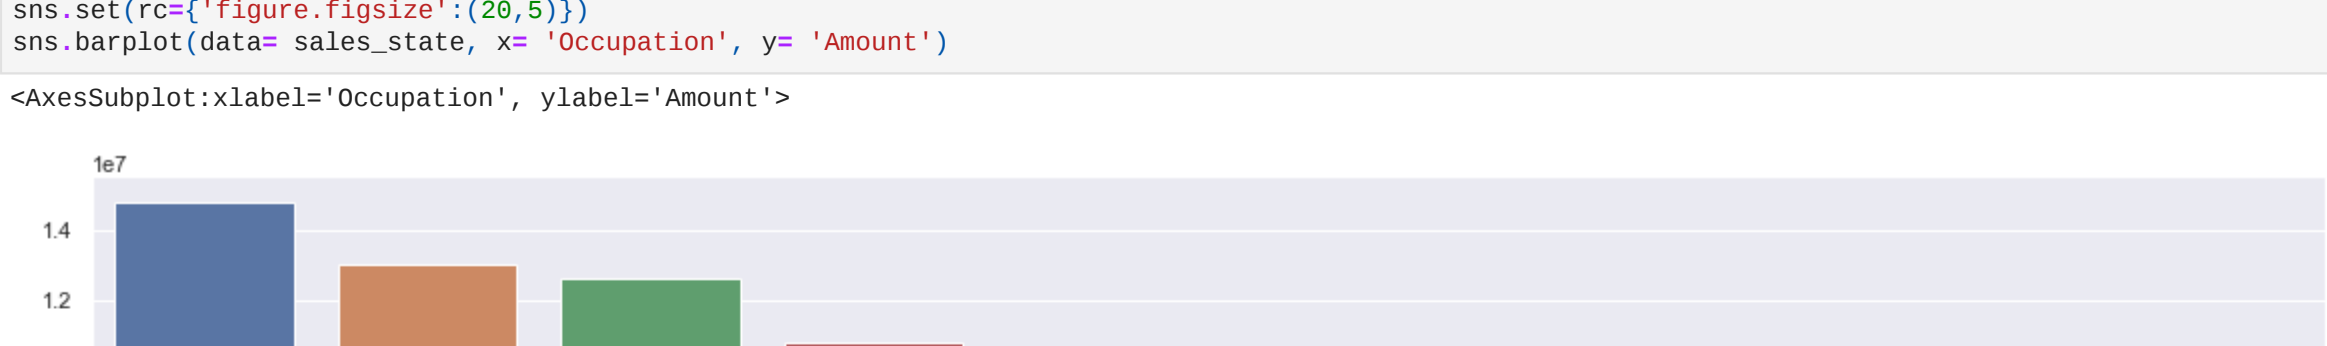 sns.set(rc={'figure.figsize':(20,5)})
sns.barplot(data= sales_state, x= 'Occupation', y= 'Amount')
<AxesSubplot:xlabel='Occupation', ylabel='Amount'>
1e7
1.4
1.2